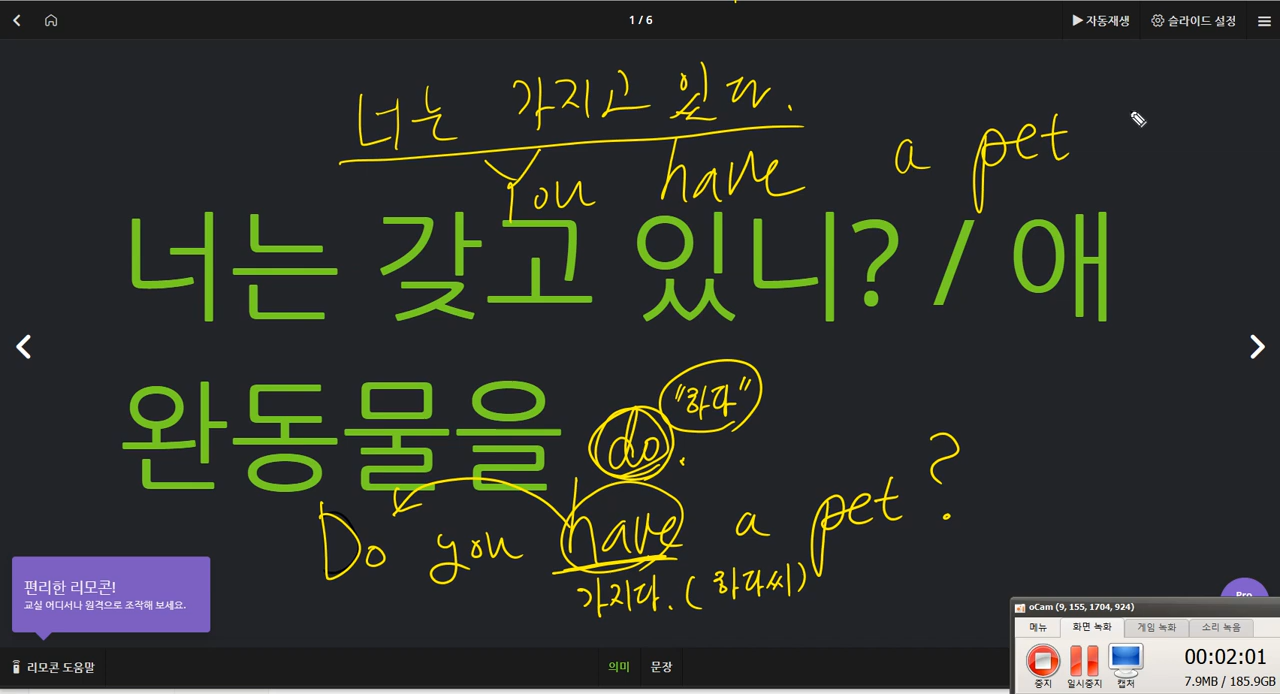 1 / 6
자동재생
슬라이드 설정
너는 가지고 있다.
You have a pet
너는 갖고 있니? / 애
완동물을
do.
"하다"
Do you have a pet?
가지다. (하다씨)
편리한 리모콘!
교실 어디서나 원격으로 조작해 보세요.
Pro
리모콘 도움말
의미
문장
oCam (9, 155, 1704, 924)
메뉴
화면 녹화
게임 녹화
소리 녹음
중지
일시중지
캡처
00:02:01
7.9MB / 185.9GB